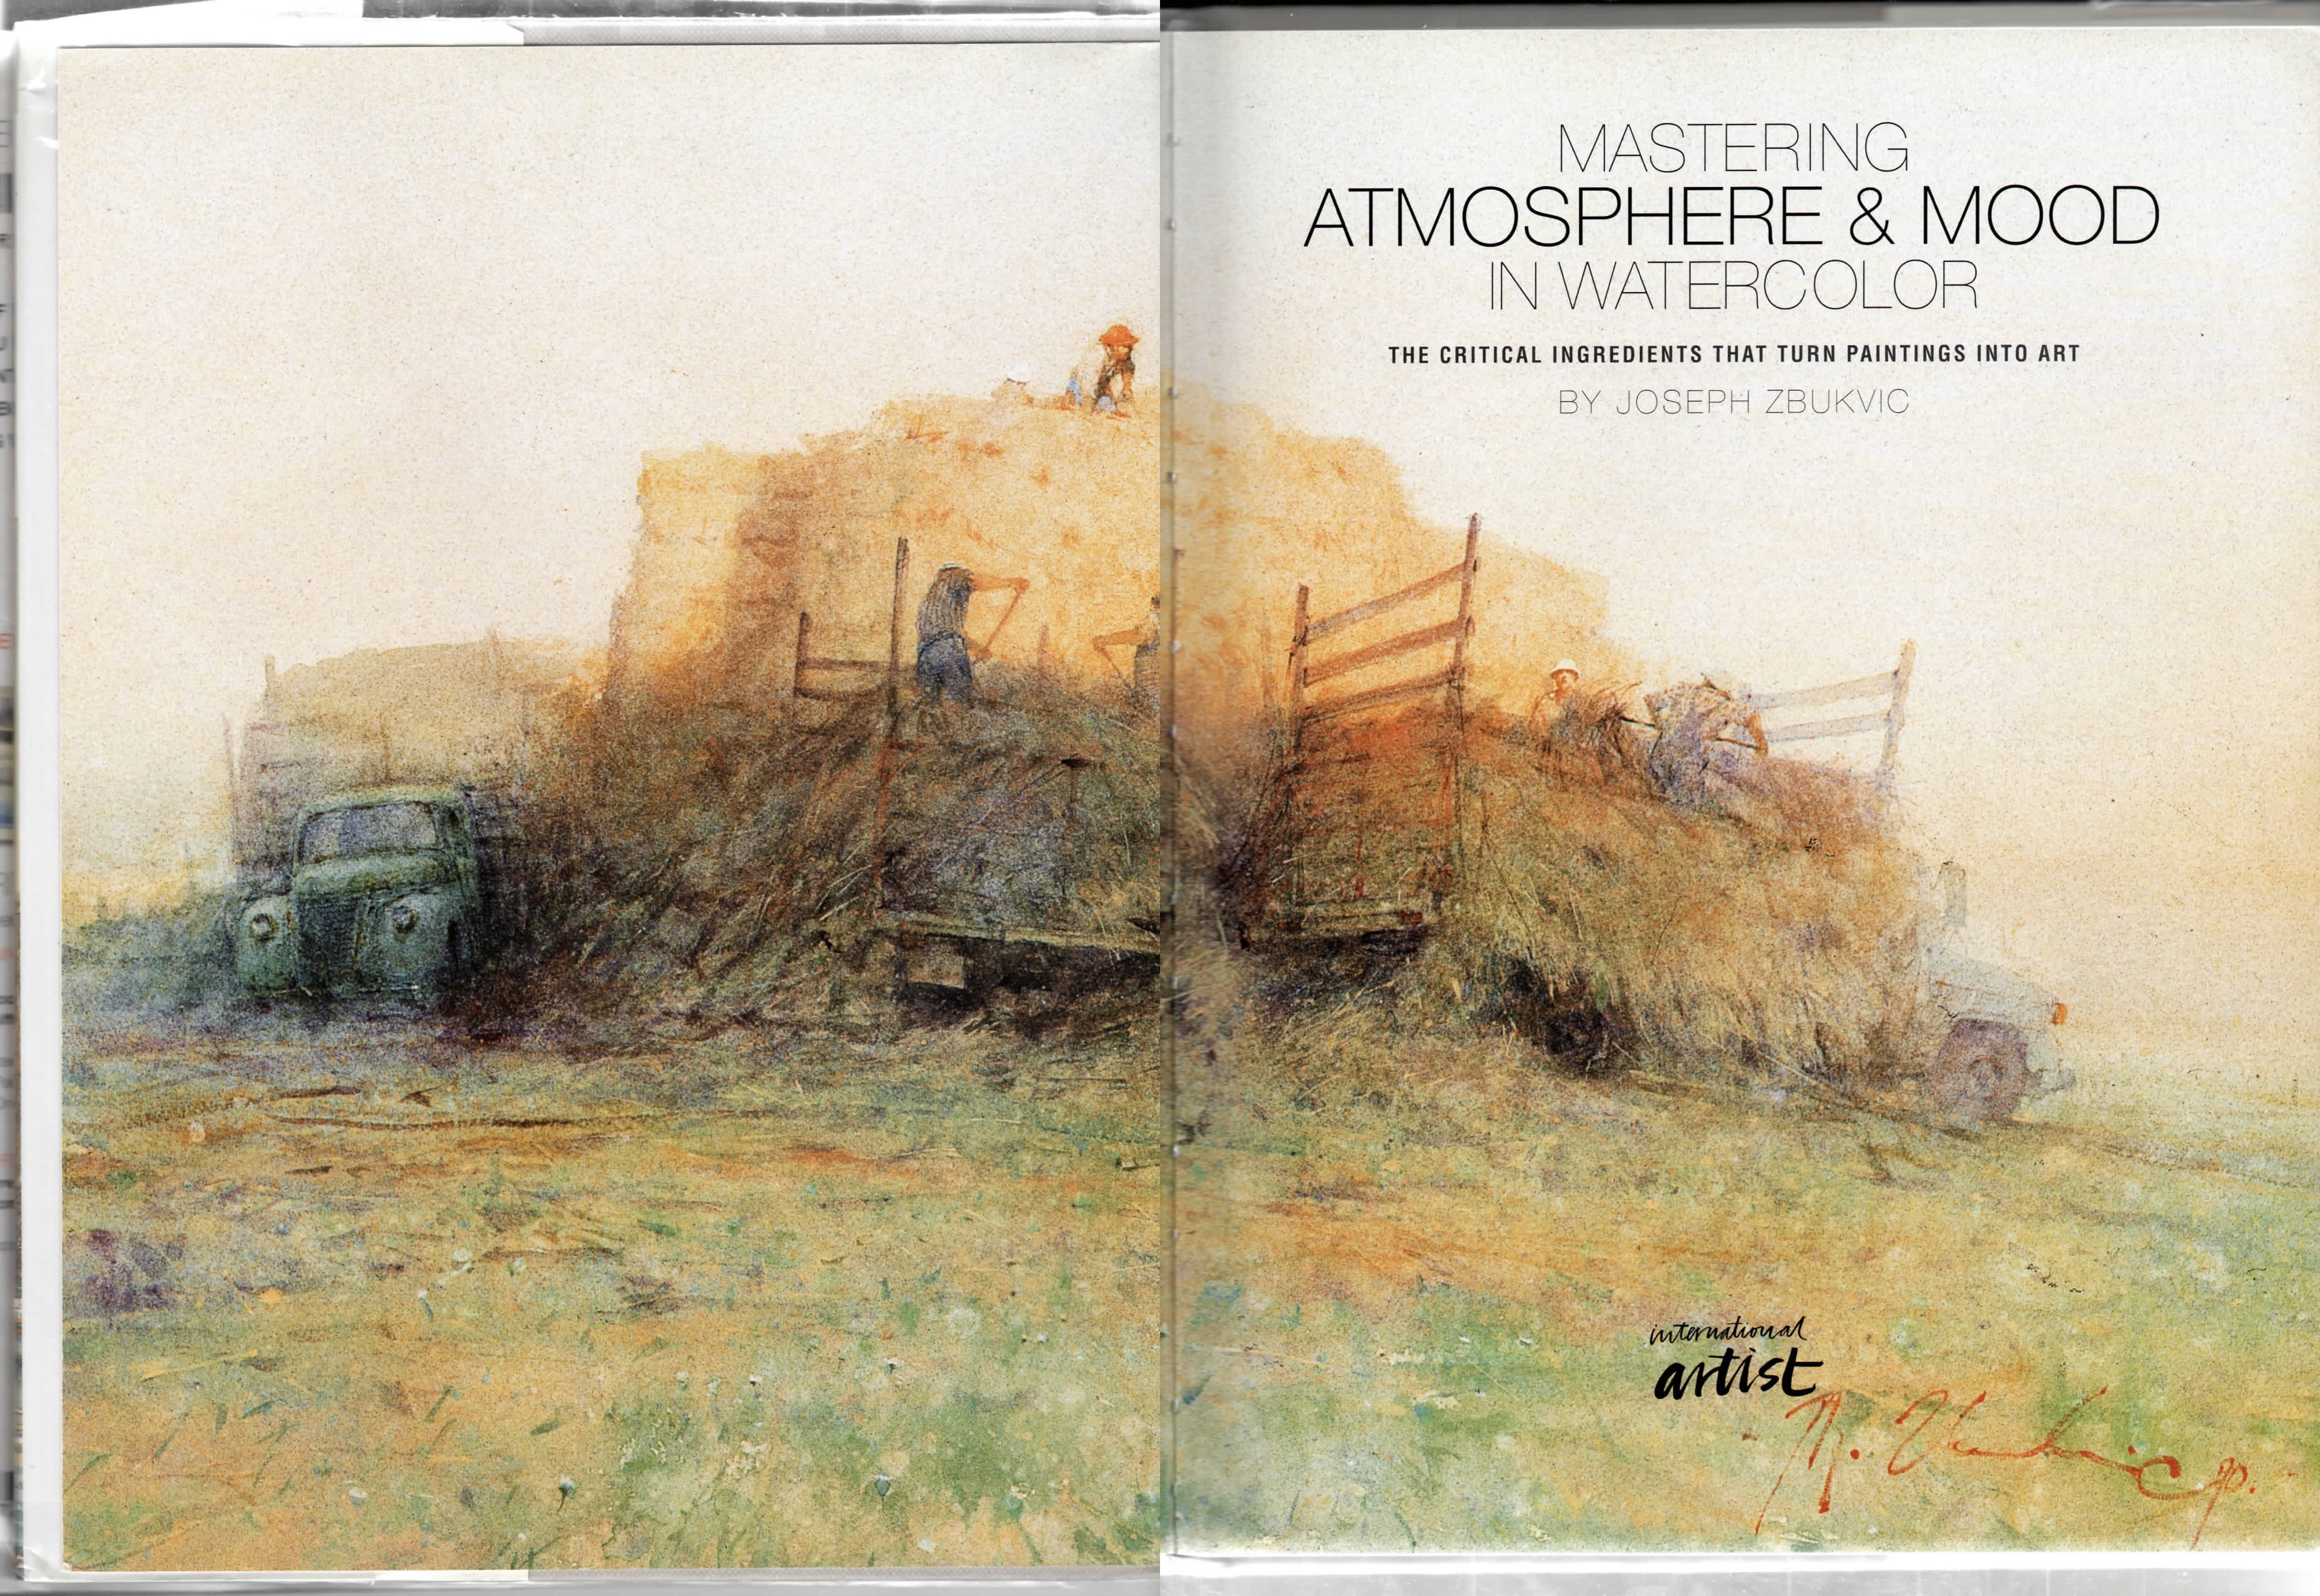 MASTERING
ATMOSPHERE & MOOD
IN WATERCOLOR
THE CRITICAL INGREDIENTS THAT TURN PAINTINGS INTO ART
BY JOSEPH ZBUKVIC
international
artist